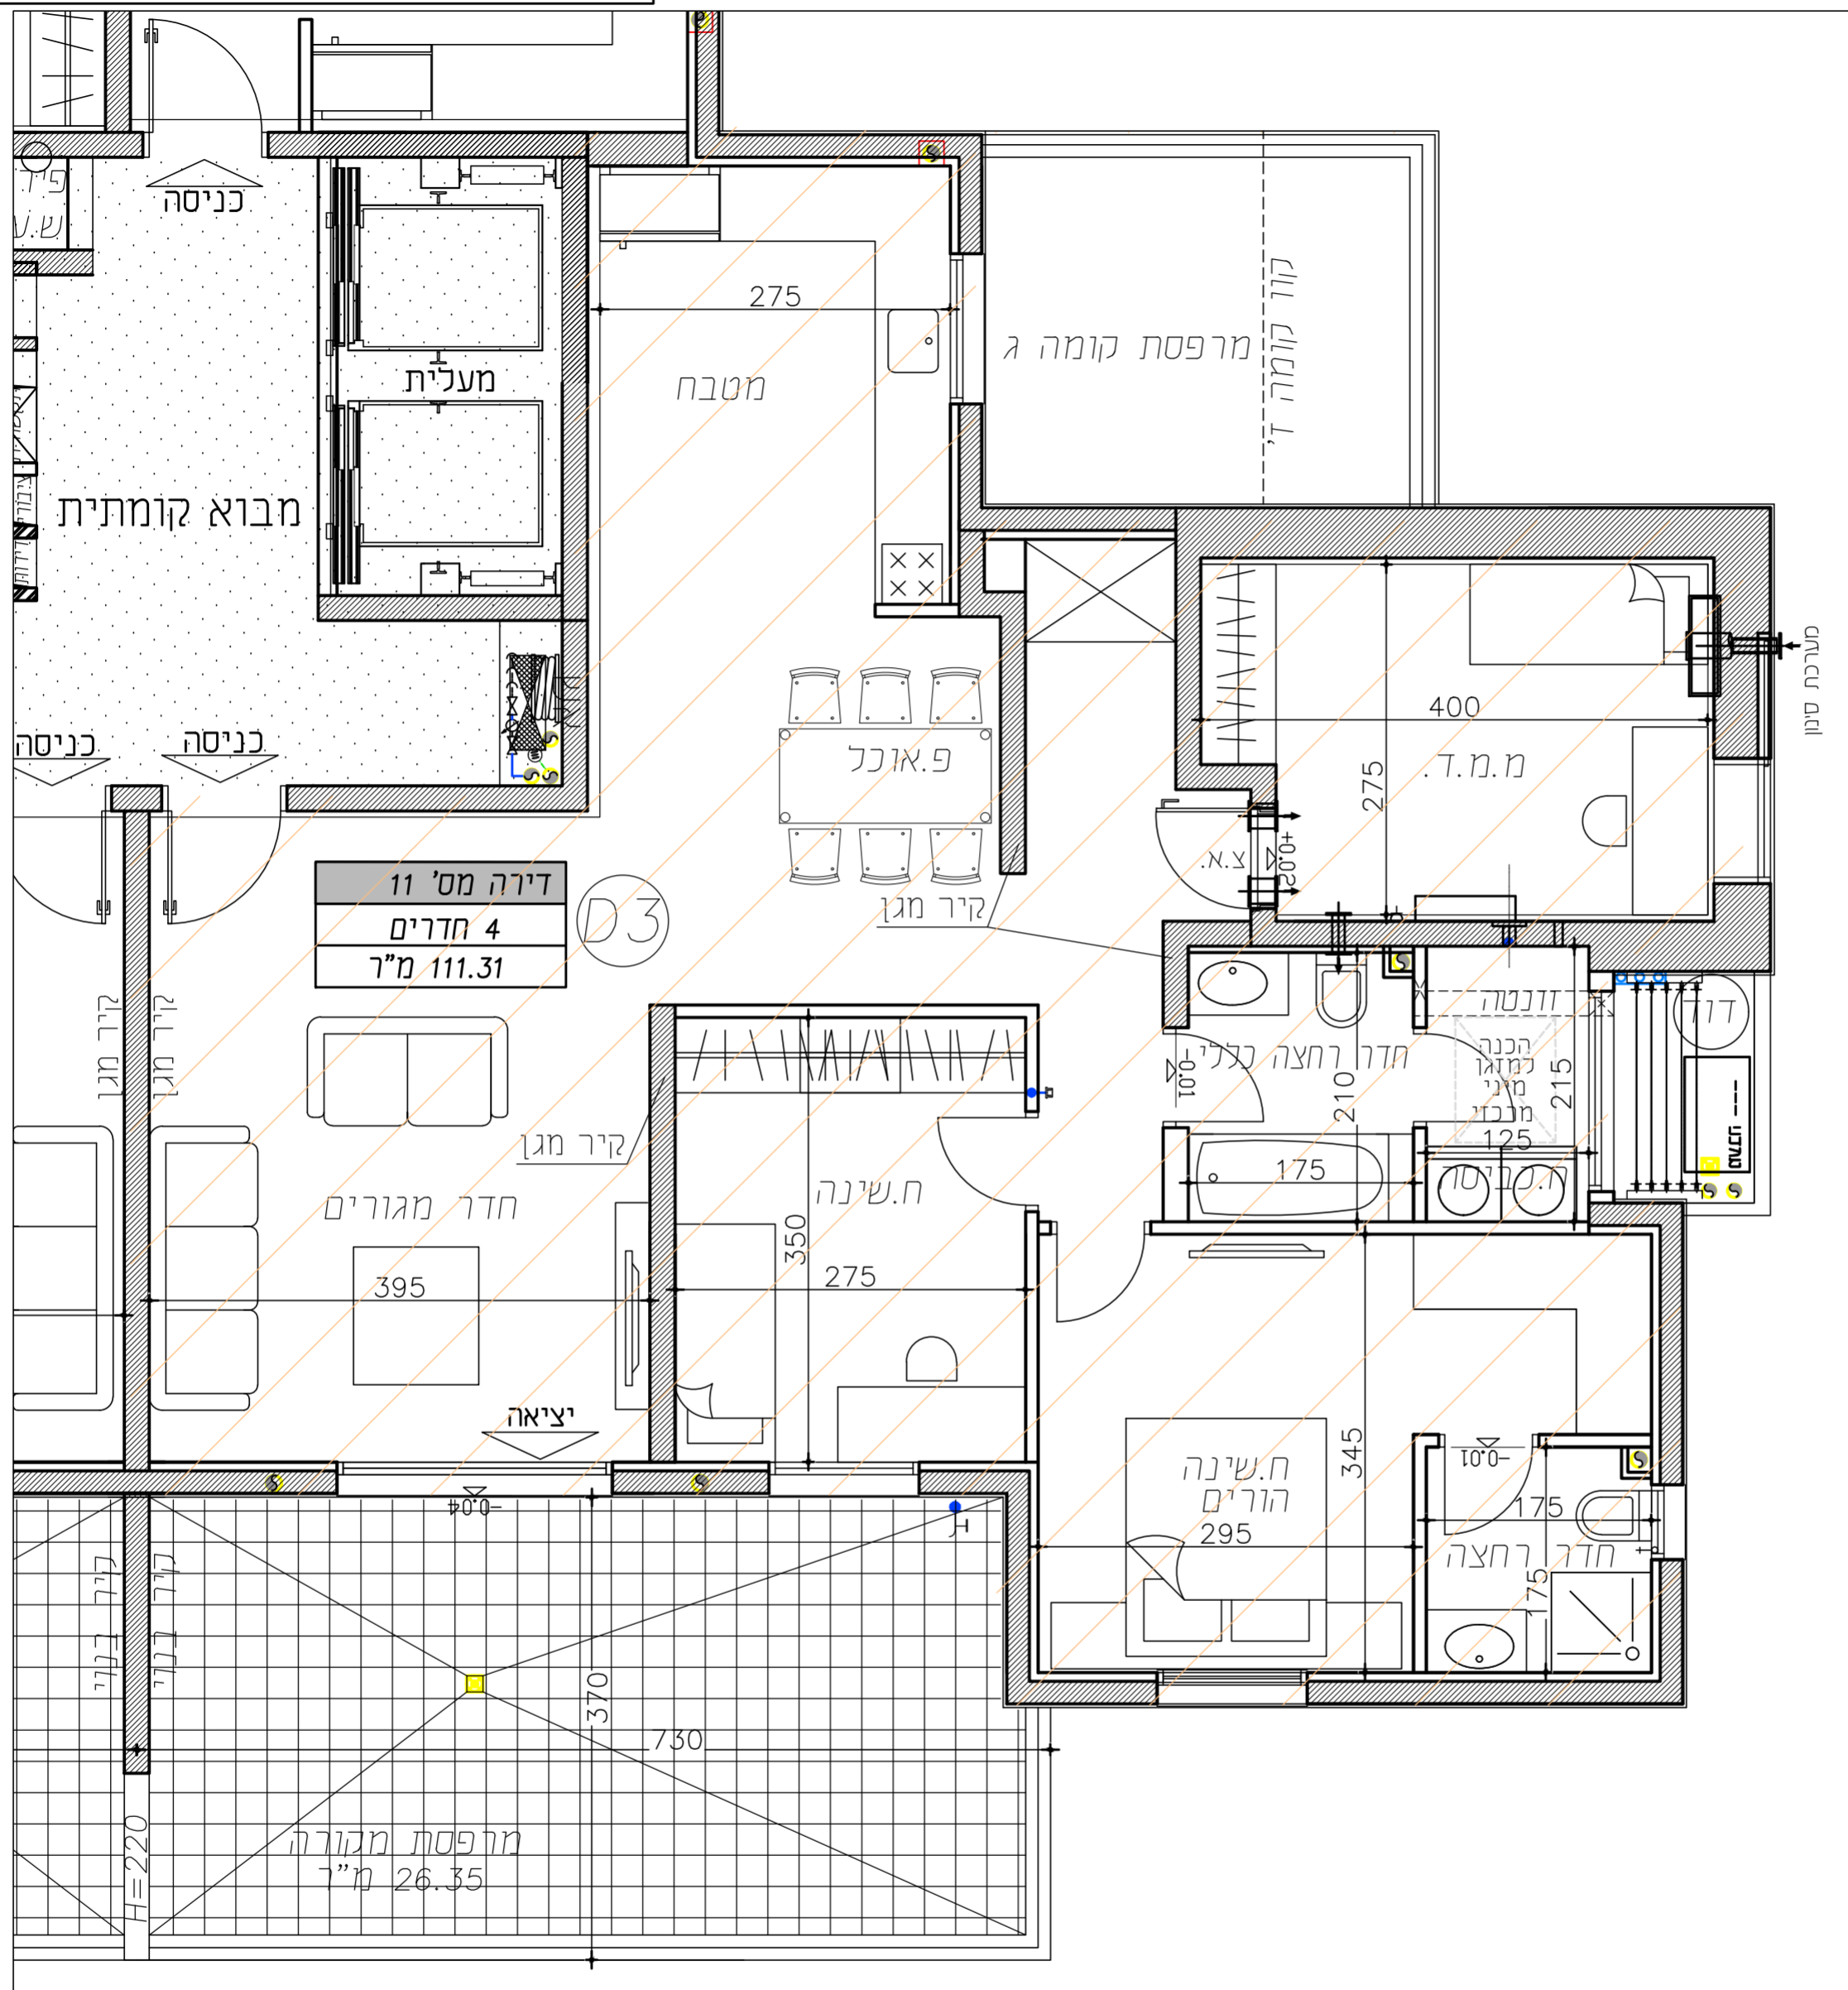 כניסה
פיר
ש.ע
275
מטבח
מרפסת קומה ג
קו קומה ד'
מעלית
מבוא קומתית
מערכת סינון
400
275
מ.מ.ד.
פ.אוכל
כניסה
כניסה
צ.א.
+0.02
קיר מגן
דירה מס' 11
4 חדרים
111.31 מ"ר
D3
קיר מגן
קיר מגן
קיר מגן
וונטה
דוד
חדר רחצה כללי
הכנה
למזגן
מיני
מרכזי
215
210
-0.01
125
175
ח.כביסה
חדר מגורים
395
ח.שינה
350
275
יציאה
-0.04
ח.שינה
הורים
345
295
-0.01
175
חדר רחצה
175
קיר בנוי
קיר בנוי
370
730
H=220
מרפסת מקורה
26.35 מ"ר